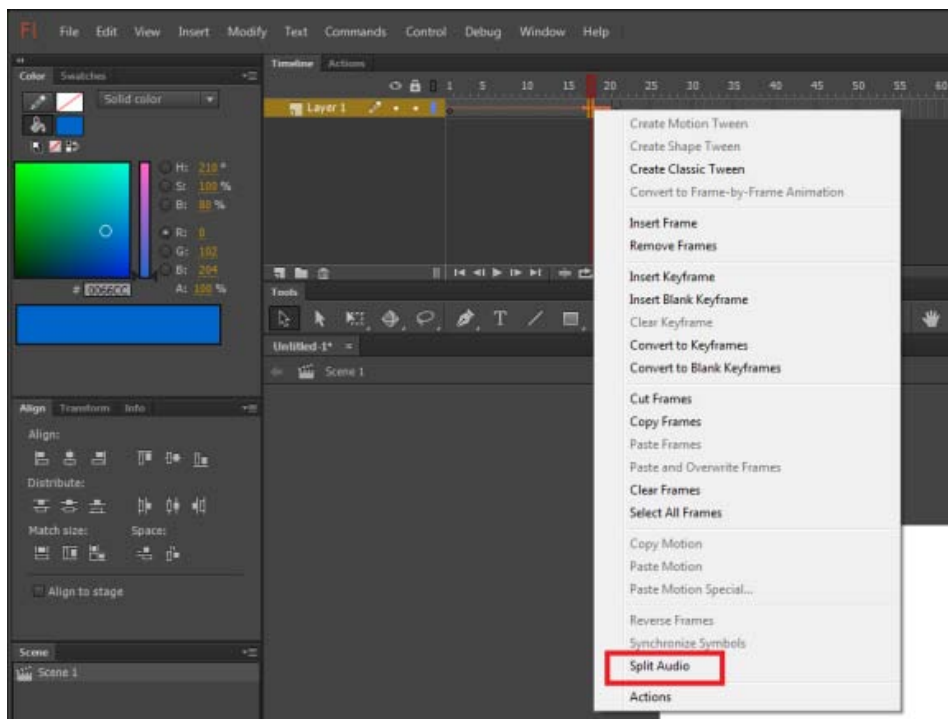 Fl File Edit View Insert Modify Text Commands Control Debug Window Help
Color Swatches
Solid color
H: 210 °
S: 100 %
B: 80 %
R: 0
G: 102
B: 204
# 0066CC A: 100 %
Align Transform Info
Align:
Distribute:
Match size: Space:
Align to stage
Scene
Scene 1
Timeline Actions
1 5 10 15 20 25 30 35 40 45 50 55 60
Layer 1
Tools
T
Untitled-1*
Scene 1
Create Motion Tween
Create Shape Tween
Create Classic Tween
Convert to Frame-by-Frame Animation
Insert Frame
Remove Frames
Insert Keyframe
Insert Blank Keyframe
Clear Keyframe
Convert to Keyframes
Convert to Blank Keyframes
Cut Frames
Copy Frames
Paste Frames
Paste and Overwrite Frames
Clear Frames
Select All Frames
Copy Motion
Paste Motion
Paste Motion Special...
Reverse Frames
Synchronize Symbols
Split Audio
Actions